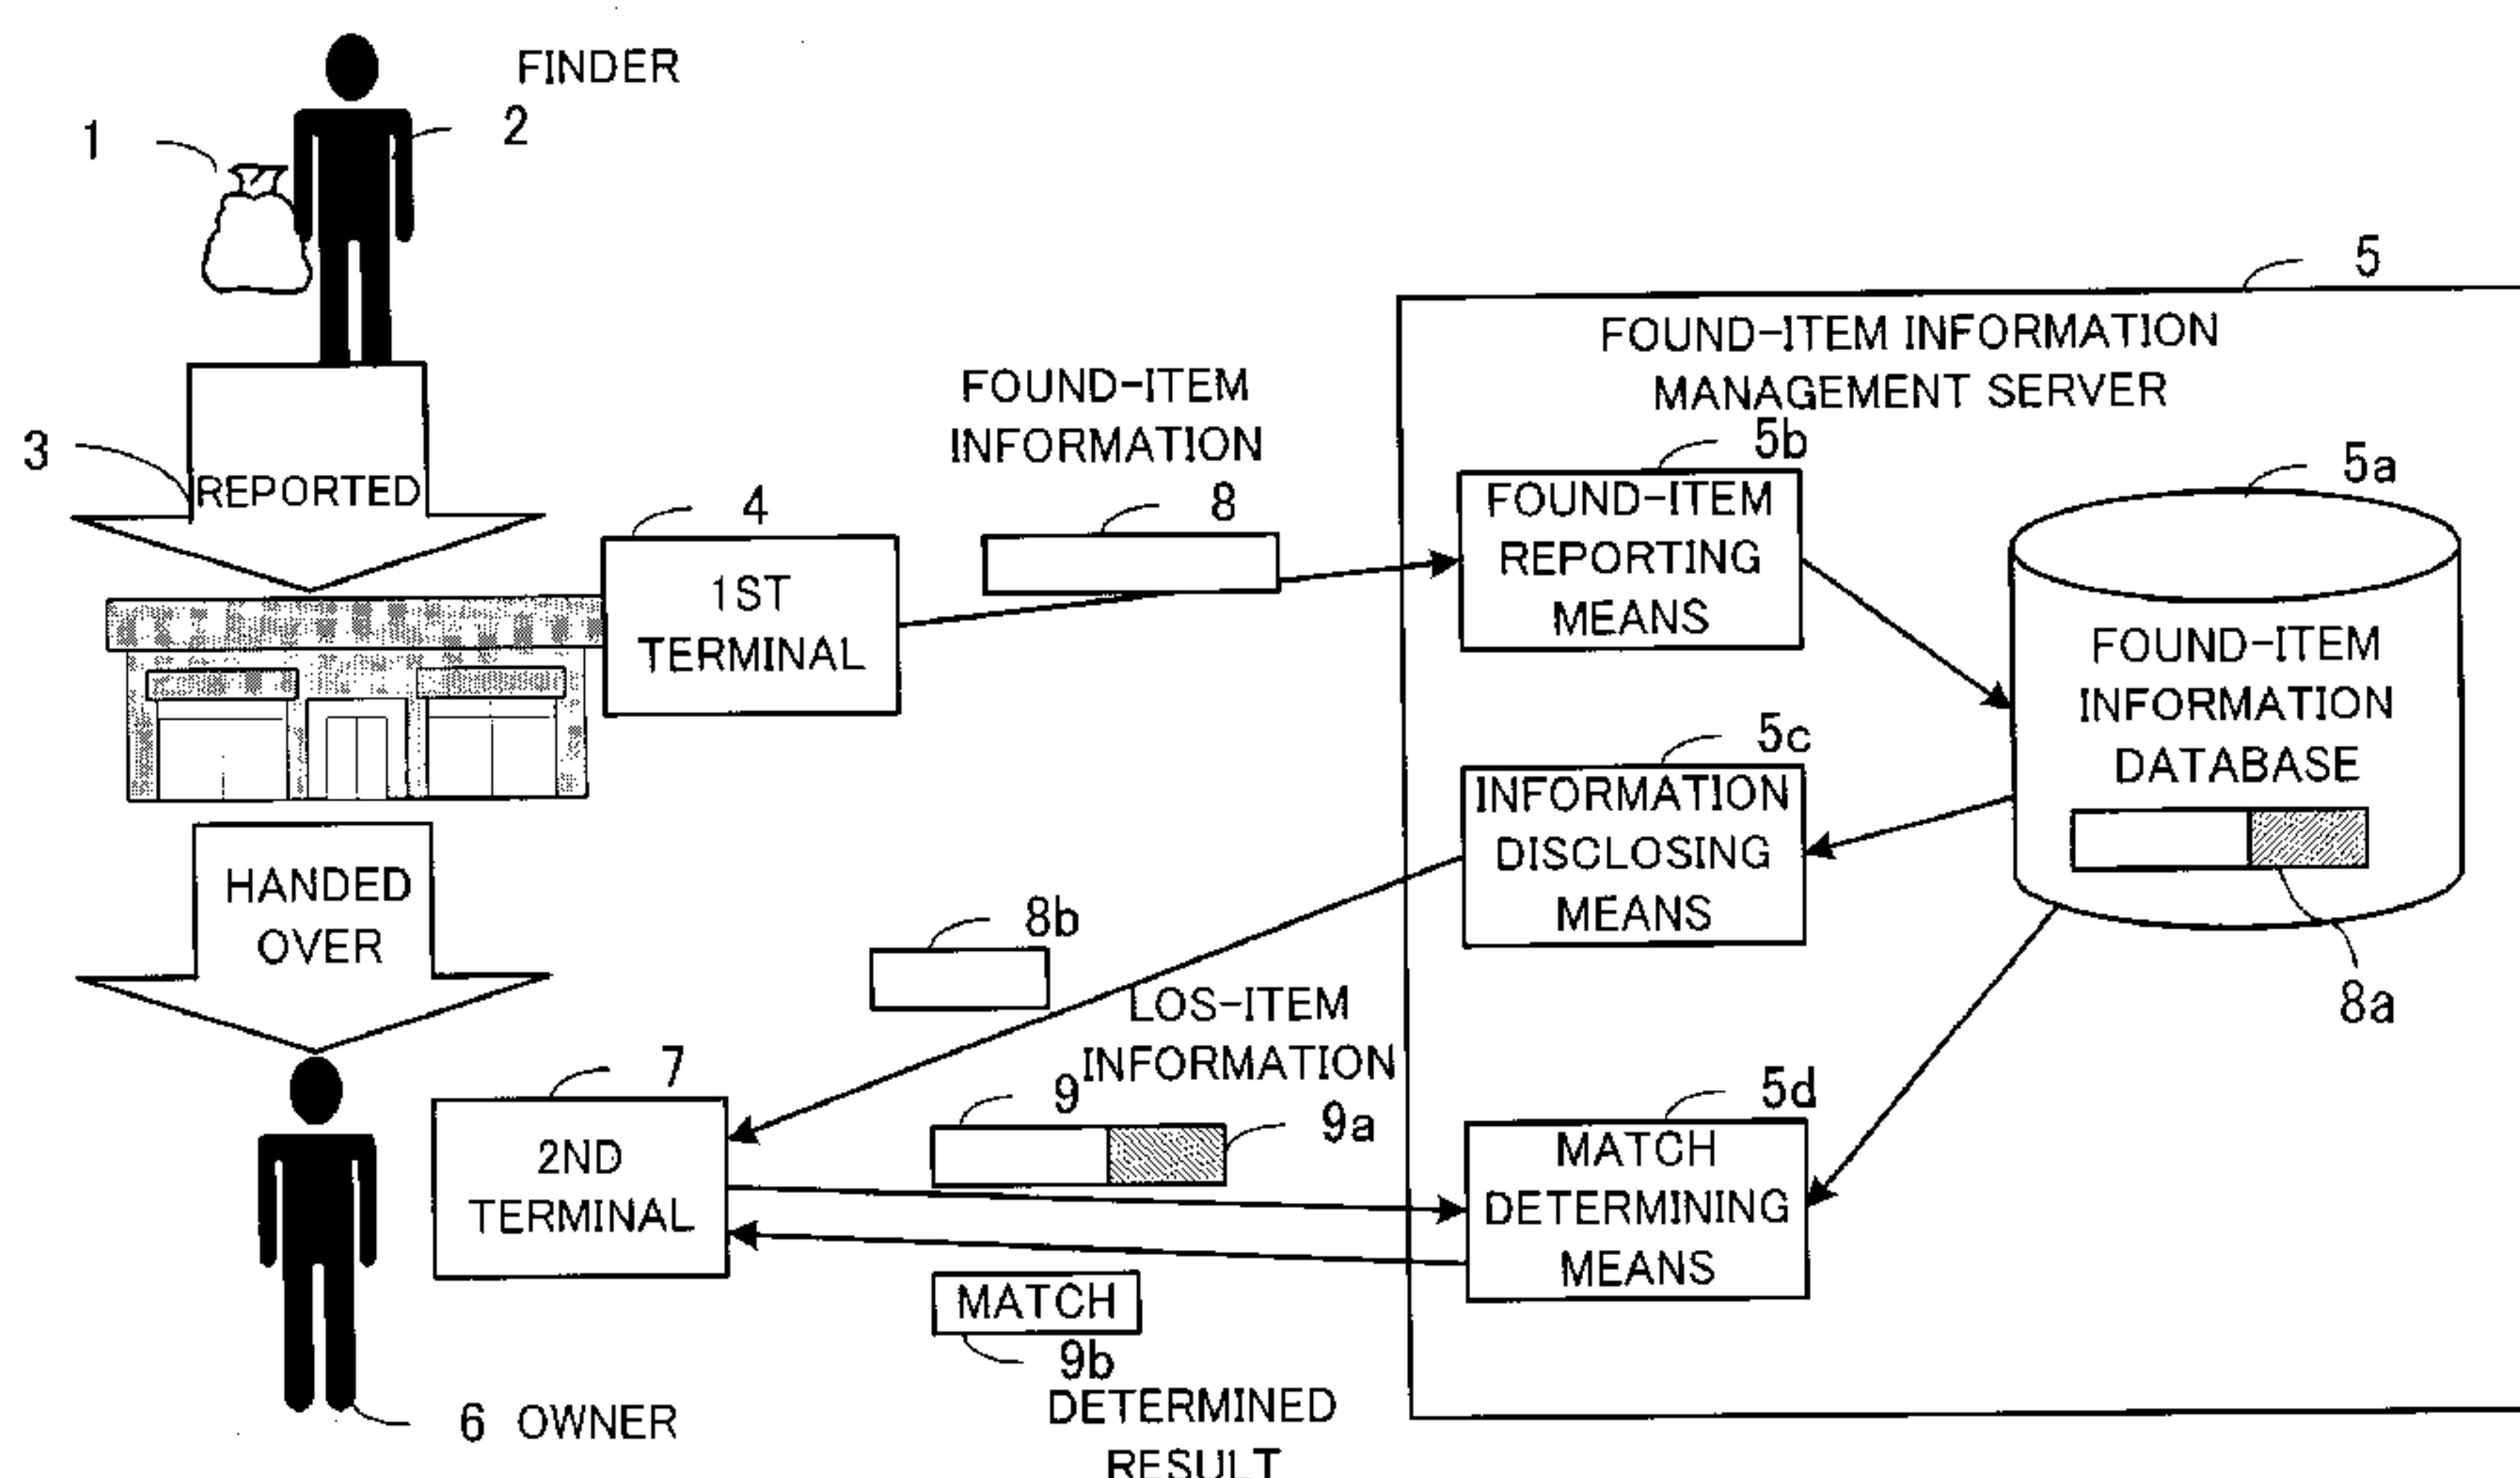 FINDER
1
2
3
REPORTED
4
1ST
TERMINAL
FOUND-ITEM
INFORMATION
8
5
FOUND-ITEM INFORMATION
MANAGEMENT SERVER
5b
FOUND-ITEM
REPORTING
MEANS
5a
FOUND-ITEM
INFORMATION
DATABASE
8a
5c
INFORMATION
DISCLOSING
MEANS
HANDED
OVER
8b
LOS-ITEM
INFORMATION
7
2ND
TERMINAL
9
9a
5d
MATCH
DETERMINING
MEANS
MATCH
9b
DETERMINED
RESULT
6 OWNER